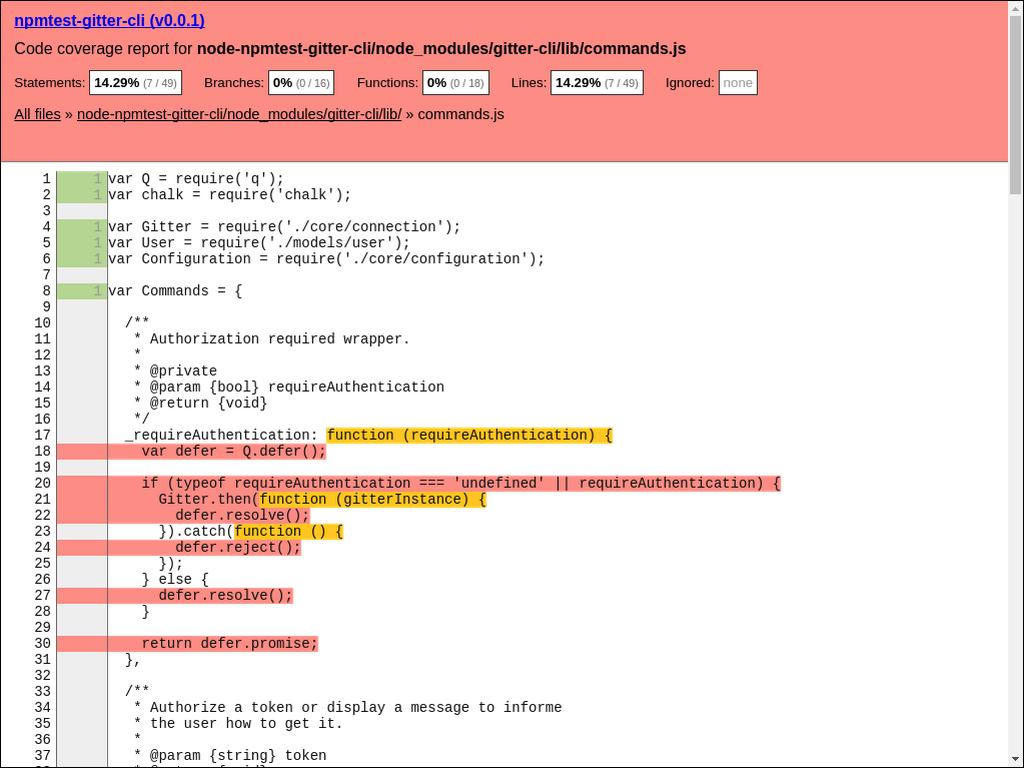 npmtest-gitter-cli (v0.0.1)
Code coverage report for node-npmtest-gitter-cli/node_modules/gitter-cli/lib/commands.js
Statements: 14.29% (7 / 49) Branches: 0% (0 / 16) Functions: 0% (0 / 18) Lines: 14.29% (7 / 49) Ignored: none
All files » node-npmtest-gitter-cli/node_modules/gitter-cli/lib/ » commands.js
1 1 var Q = require('q');
2 1 var chalk = require('chalk');
3
4 1 var Gitter = require('./core/connection');
5 1 var User = require('./models/user');
6 1 var Configuration = require('./core/configuration');
7
8 1 var Commands = {
9
10 /**
11 * Authorization required wrapper.
12 *
13 * @private
14 * @param {bool} requireAuthentication
15 * @return {void}
16 */
17 _requireAuthentication: function (requireAuthentication) {
18 var defer = Q.defer();
19
20 if (typeof requireAuthentication === 'undefined' || requireAuthentication) {
21 Gitter.then(function (gitterInstance) {
22 defer.resolve();
23 }).catch(function () {
24 defer.reject();
25 });
26 } else {
27 defer.resolve();
28 }
29
30 return defer.promise;
31 },
32
33 /**
34 * Authorize a token or display a message to informe
35 * the user how to get it.
36 *
37 * @param {string} token